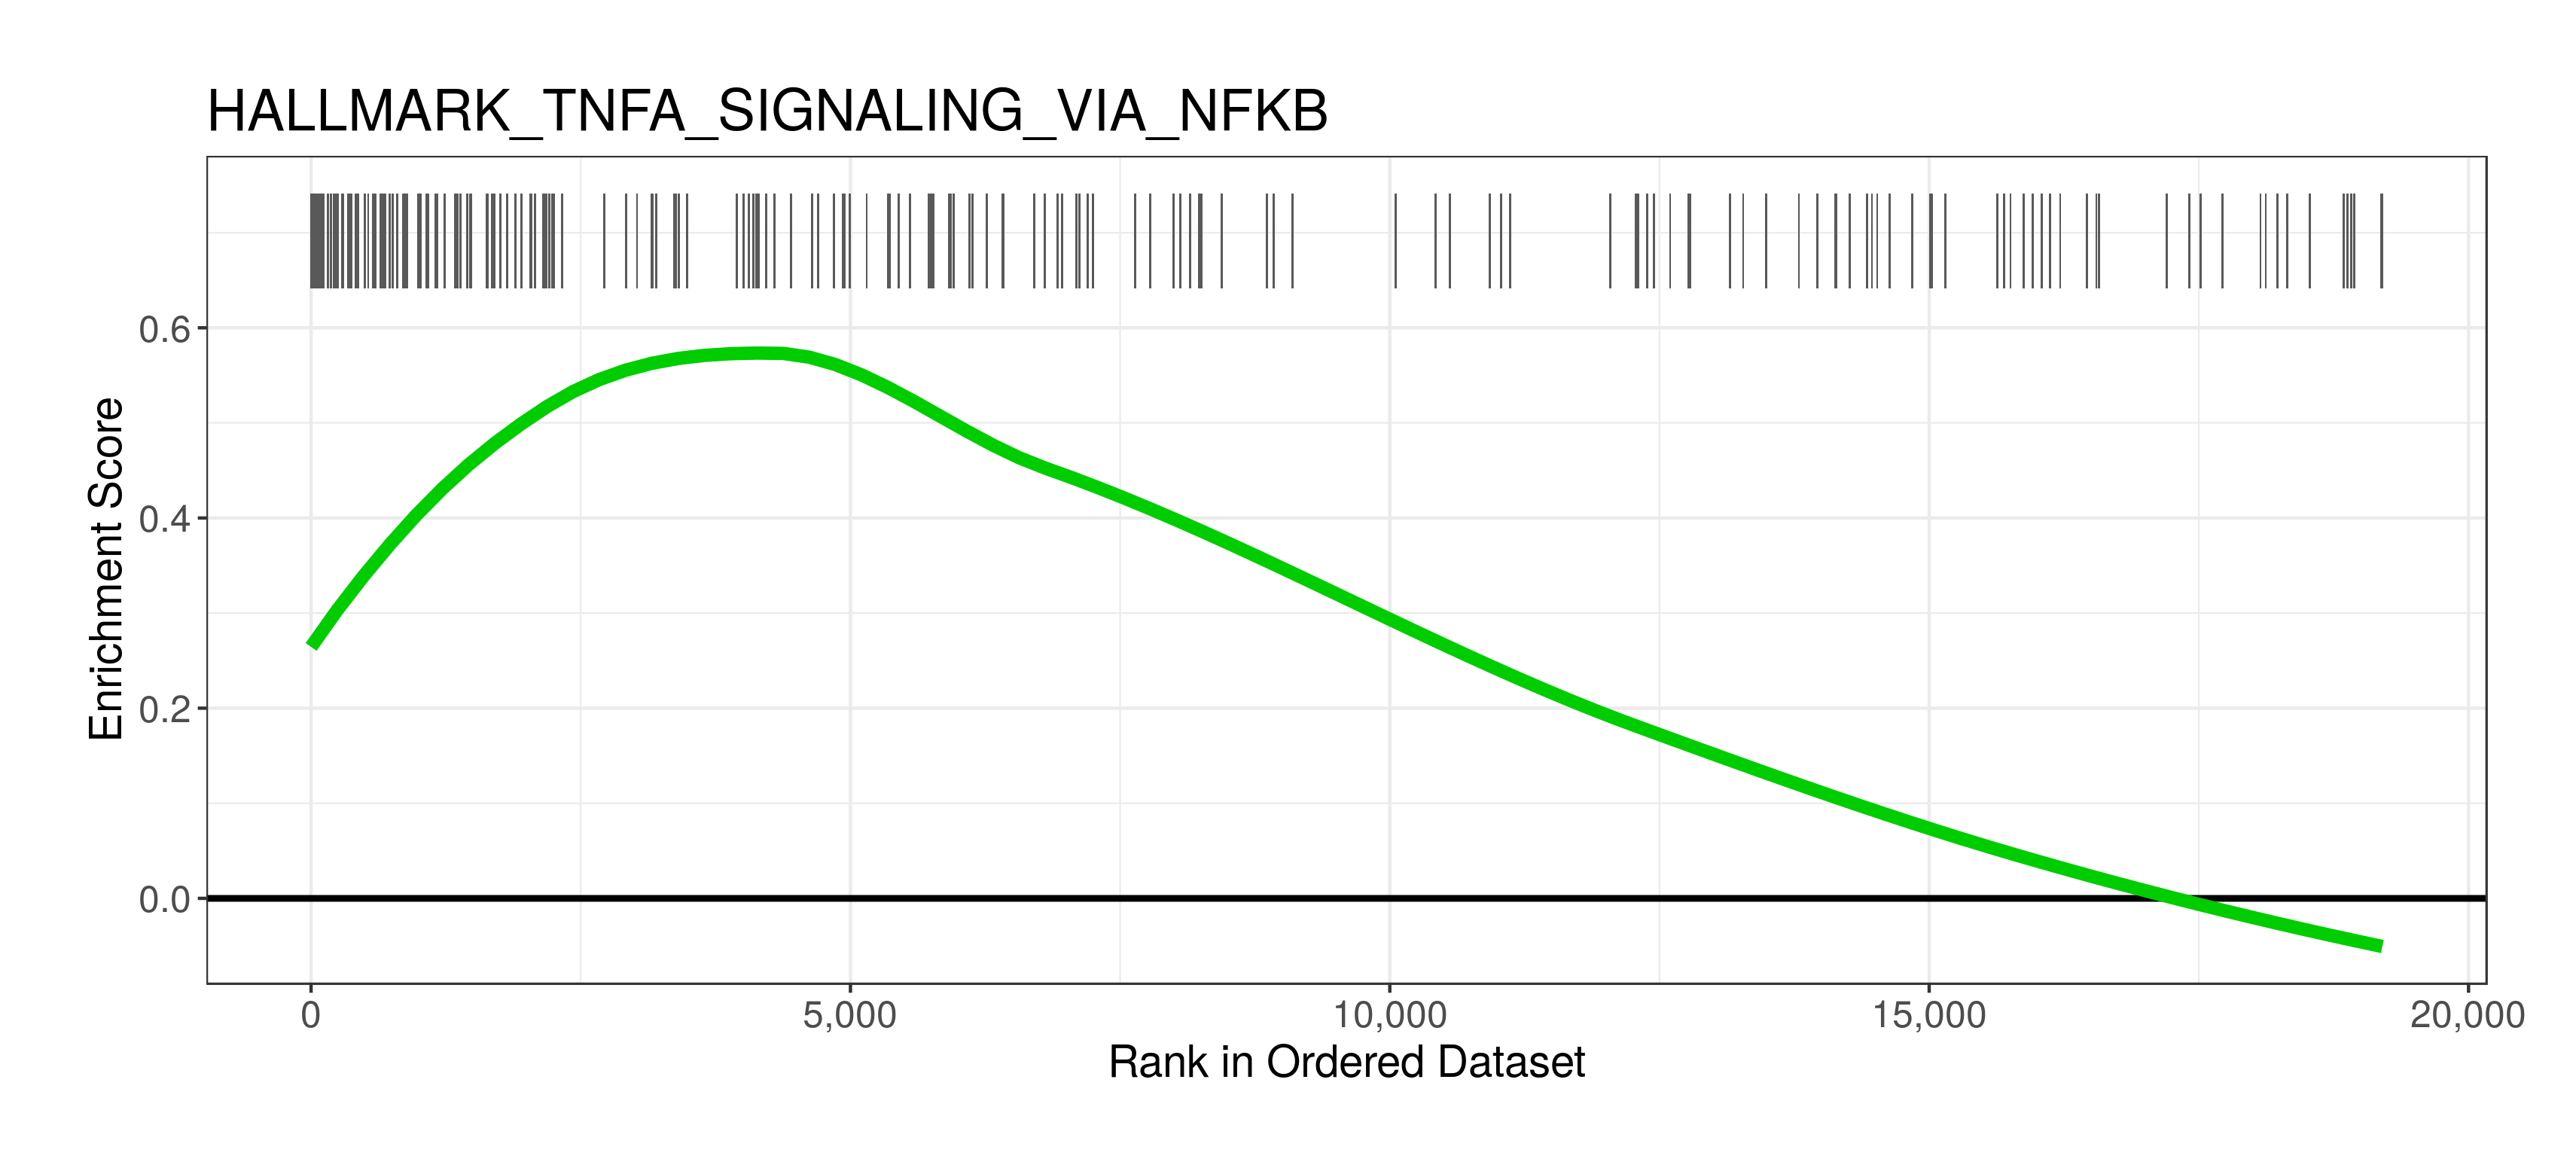 HALLMARK_TNFA_SIGNALING_VIA_NFKB
Enrichment Score
0.6
0.4
0.2
0.0
0 5,000 10,000 15,000 20,000
Rank in Ordered Dataset